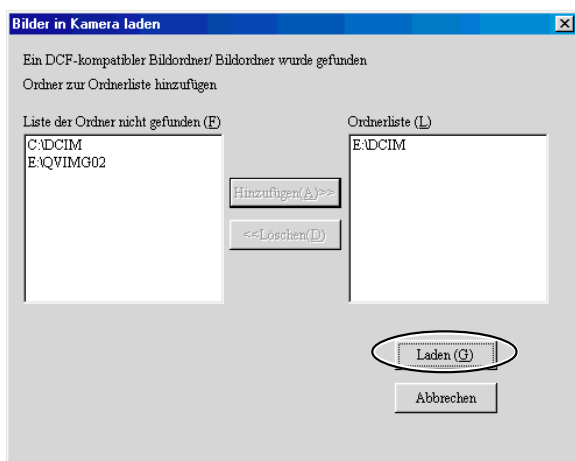 Bilder in Kamera laden
Ein DCF-kompatibler Bildordner/ Bildordner wurde gefunden
Ordner zur Ordnerliste hinzufügen
Liste der Ordner nicht gefunden (F)
C:\DCIM
E:\QVIMG02
Hinzufügen(A)>>
<<Löschen(D)
Ordnerliste (L)
E:\DCIM
Laden (G)
Abbrechen